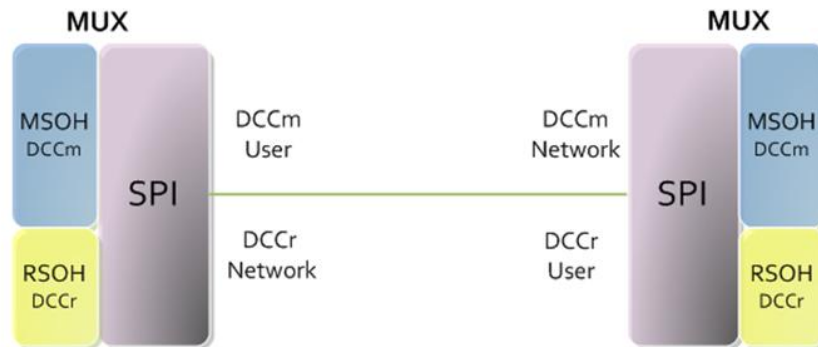 MUX
MSOH
DCCm
RSOH
DCCr
SPI
DCCm
User
DCCr
Network
DCCm
Network
DCCr
User
MUX
SPI
MSOH
DCCm
RSOH
DCCr